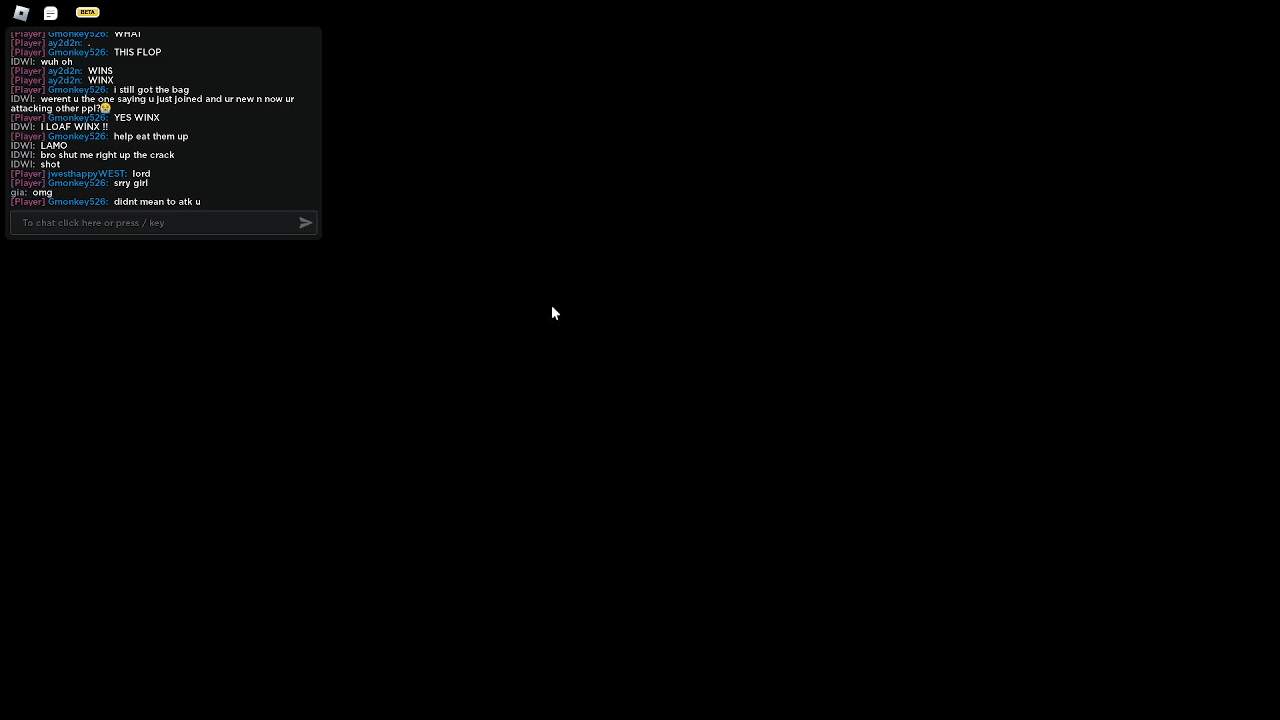 BETA
[Player] Gmonkey526: WHAT
[Player] ay2d2n: .
[Player] Gmonkey526: THIS FLOP
IDWI: wuh oh
[Player] ay2d2n: WINS
[Player] ay2d2n: WINX
[Player] Gmonkey526: i still got the bag
IDWI: werent u the one saying u just joined and ur new n now ur
attacking other ppl?😭
[Player] Gmonkey526: YES WINX
IDWI: I LOAF WINX !!
[Player] Gmonkey526: help eat them up
IDWI: LAMO
IDWI: bro shut me right up the crack
IDWI: shot
[Player] jwesthappyWEST: lord
[Player] Gmonkey526: srry girl
gia: omg
[Player] Gmonkey526: didnt mean to atk u
To chat click here or press / key